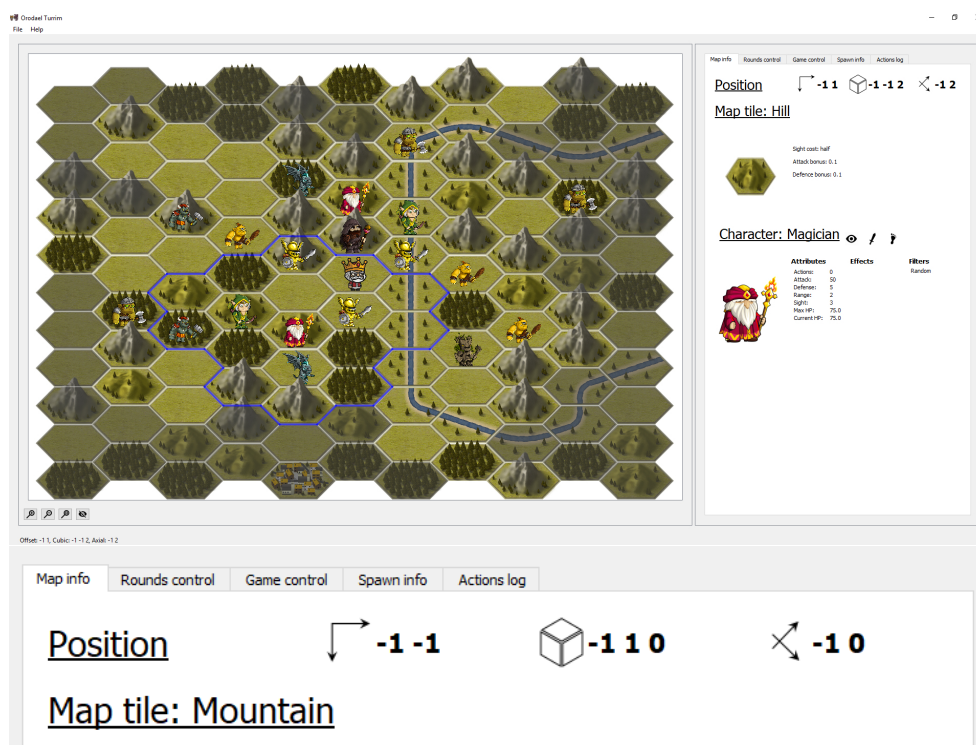 Orodael Turrim
File Help
Map info Rounds control Game control Spawn info Actions log
Position -1 1 -1 -1 2 -1 2
Map tile: Hill
Sight cost: half
Attack bonus: 0.1
Defence bonus: 0.1
Character: Magician
Attributes Effects Filters
Actions: 0 Random
Attack: 50
Defense: 5
Range: 2
Sight: 3
Max HP: 75.0
Current HP: 75.0
Offset: -1 1, Cubic: -1 -1 2, Axial: -1 2
Map info Rounds control Game control Spawn info Actions log
Position -1 -1 -1 1 0 -1 0
Map tile: Mountain